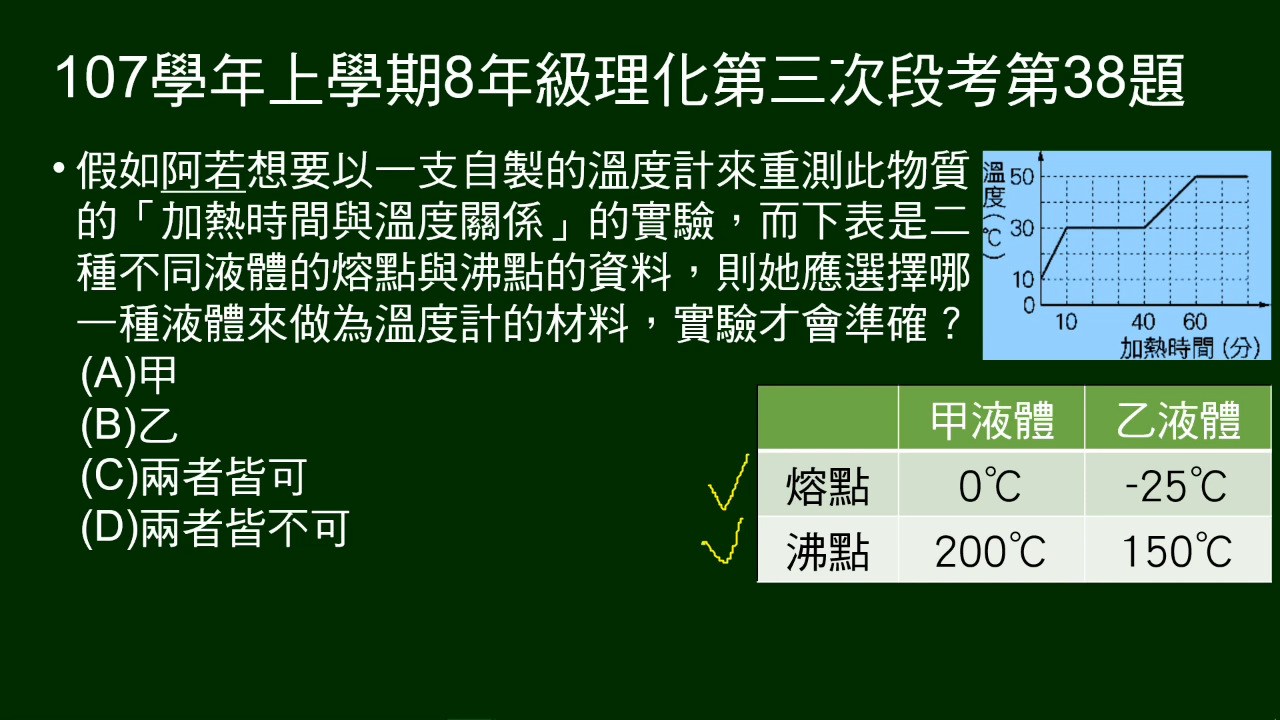 107學年上學期8年級理化第三次段考第38題
• 假如阿若想要以一支自製的溫度計來重測此物質
的「加熱時間與溫度關係」的實驗，而下表是二
種不同液體的熔點與沸點的資料，則她應選擇哪
一種液體來做為溫度計的材料，實驗才會準確？
(A)甲
(B)乙
(C)兩者皆可
(D)兩者皆不可
溫度(℃)
50
30
10
0
10 40 60
加熱時間(分)
甲液體 乙液體
熔點 0℃ -25℃
沸點 200℃ 150℃